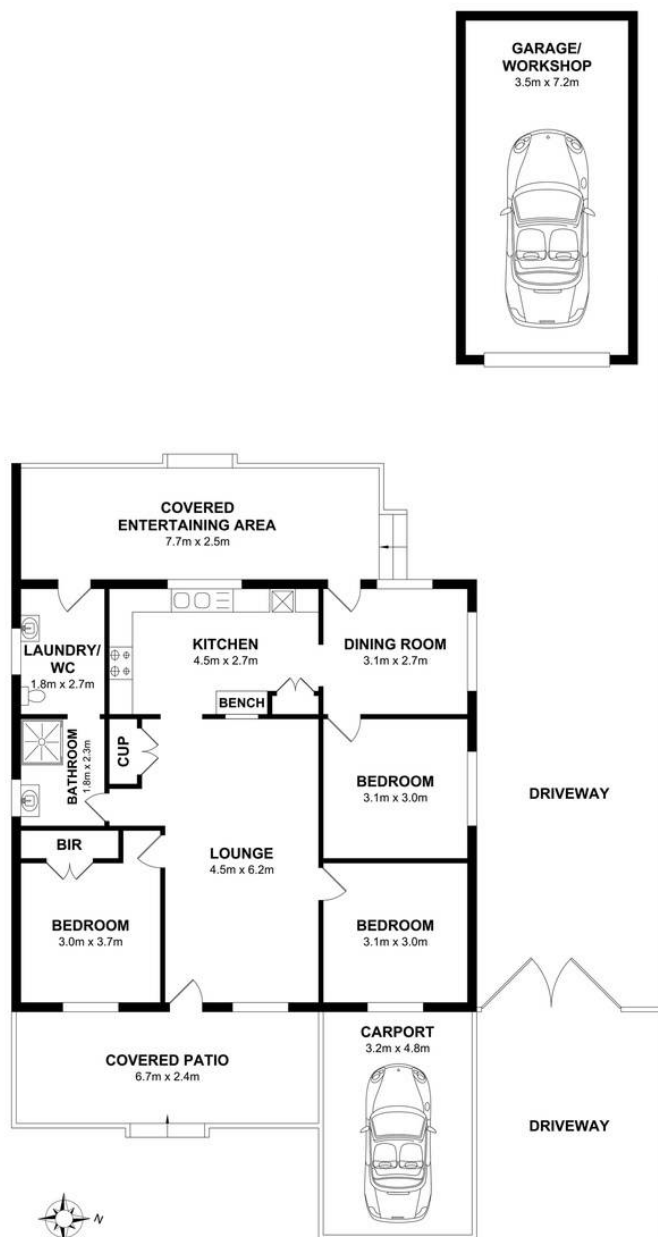 GARAGE/
WORKSHOP
3.5m x 7.2m
COVERED
ENTERTAINING AREA
7.7m x 2.5m
LAUNDRY/
WC
1.8m x 2.7m
KITCHEN
4.5m x 2.7m
DINING ROOM
3.1m x 2.7m
BENCH
BATHROOM
1.8m x 2.3m
CUP
BEDROOM
3.1m x 3.0m
DRIVEWAY
BIR
LOUNGE
4.5m x 6.2m
BEDROOM
3.0m x 3.7m
BEDROOM
3.1m x 3.0m
COVERED PATIO
6.7m x 2.4m
CARPORT
3.2m x 4.8m
DRIVEWAY
N